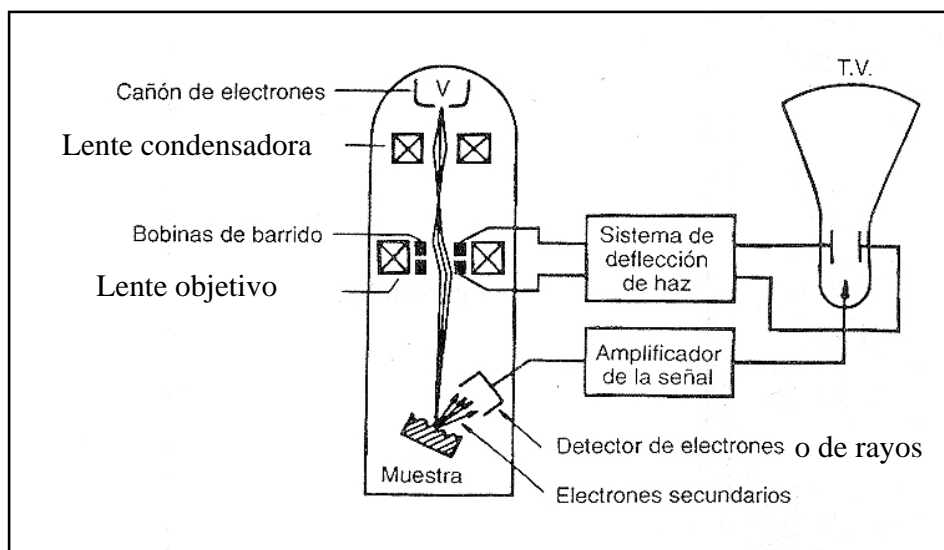 T.V.
Cañón de electrones
V
Lente condensadora
Bobinas de barrido
Lente objetivo
Sistema de
deflección
de haz
Amplificador
de la señal
Detector de electrones o de rayos
Muestra
Electrones secundarios